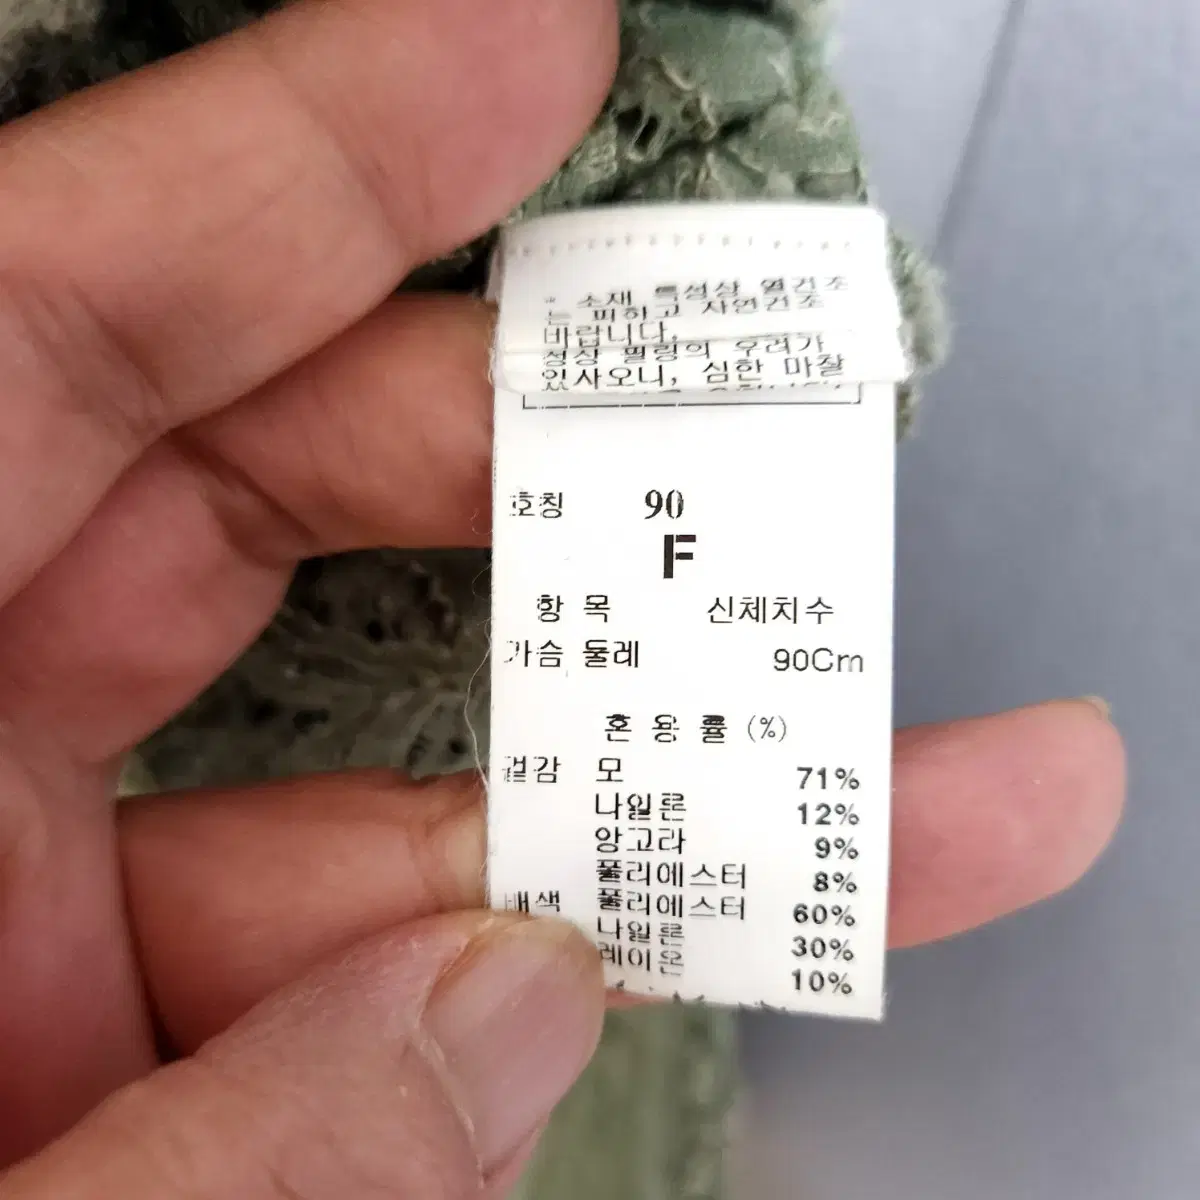 * 소재 특성상 열건조
는 피하고 자연건조
바랍니다.
성상 필링의 우려가
있사오니, 심한 마찰
호칭 90
F
항 목 신체치수
가슴 둘레 90Cm
혼 용 률 (%)
겉감 모 71%
나일론 12%
앙고라 9%
폴리에스터 8%
배색 폴리에스터 60%
나일론 30%
레이온 10%